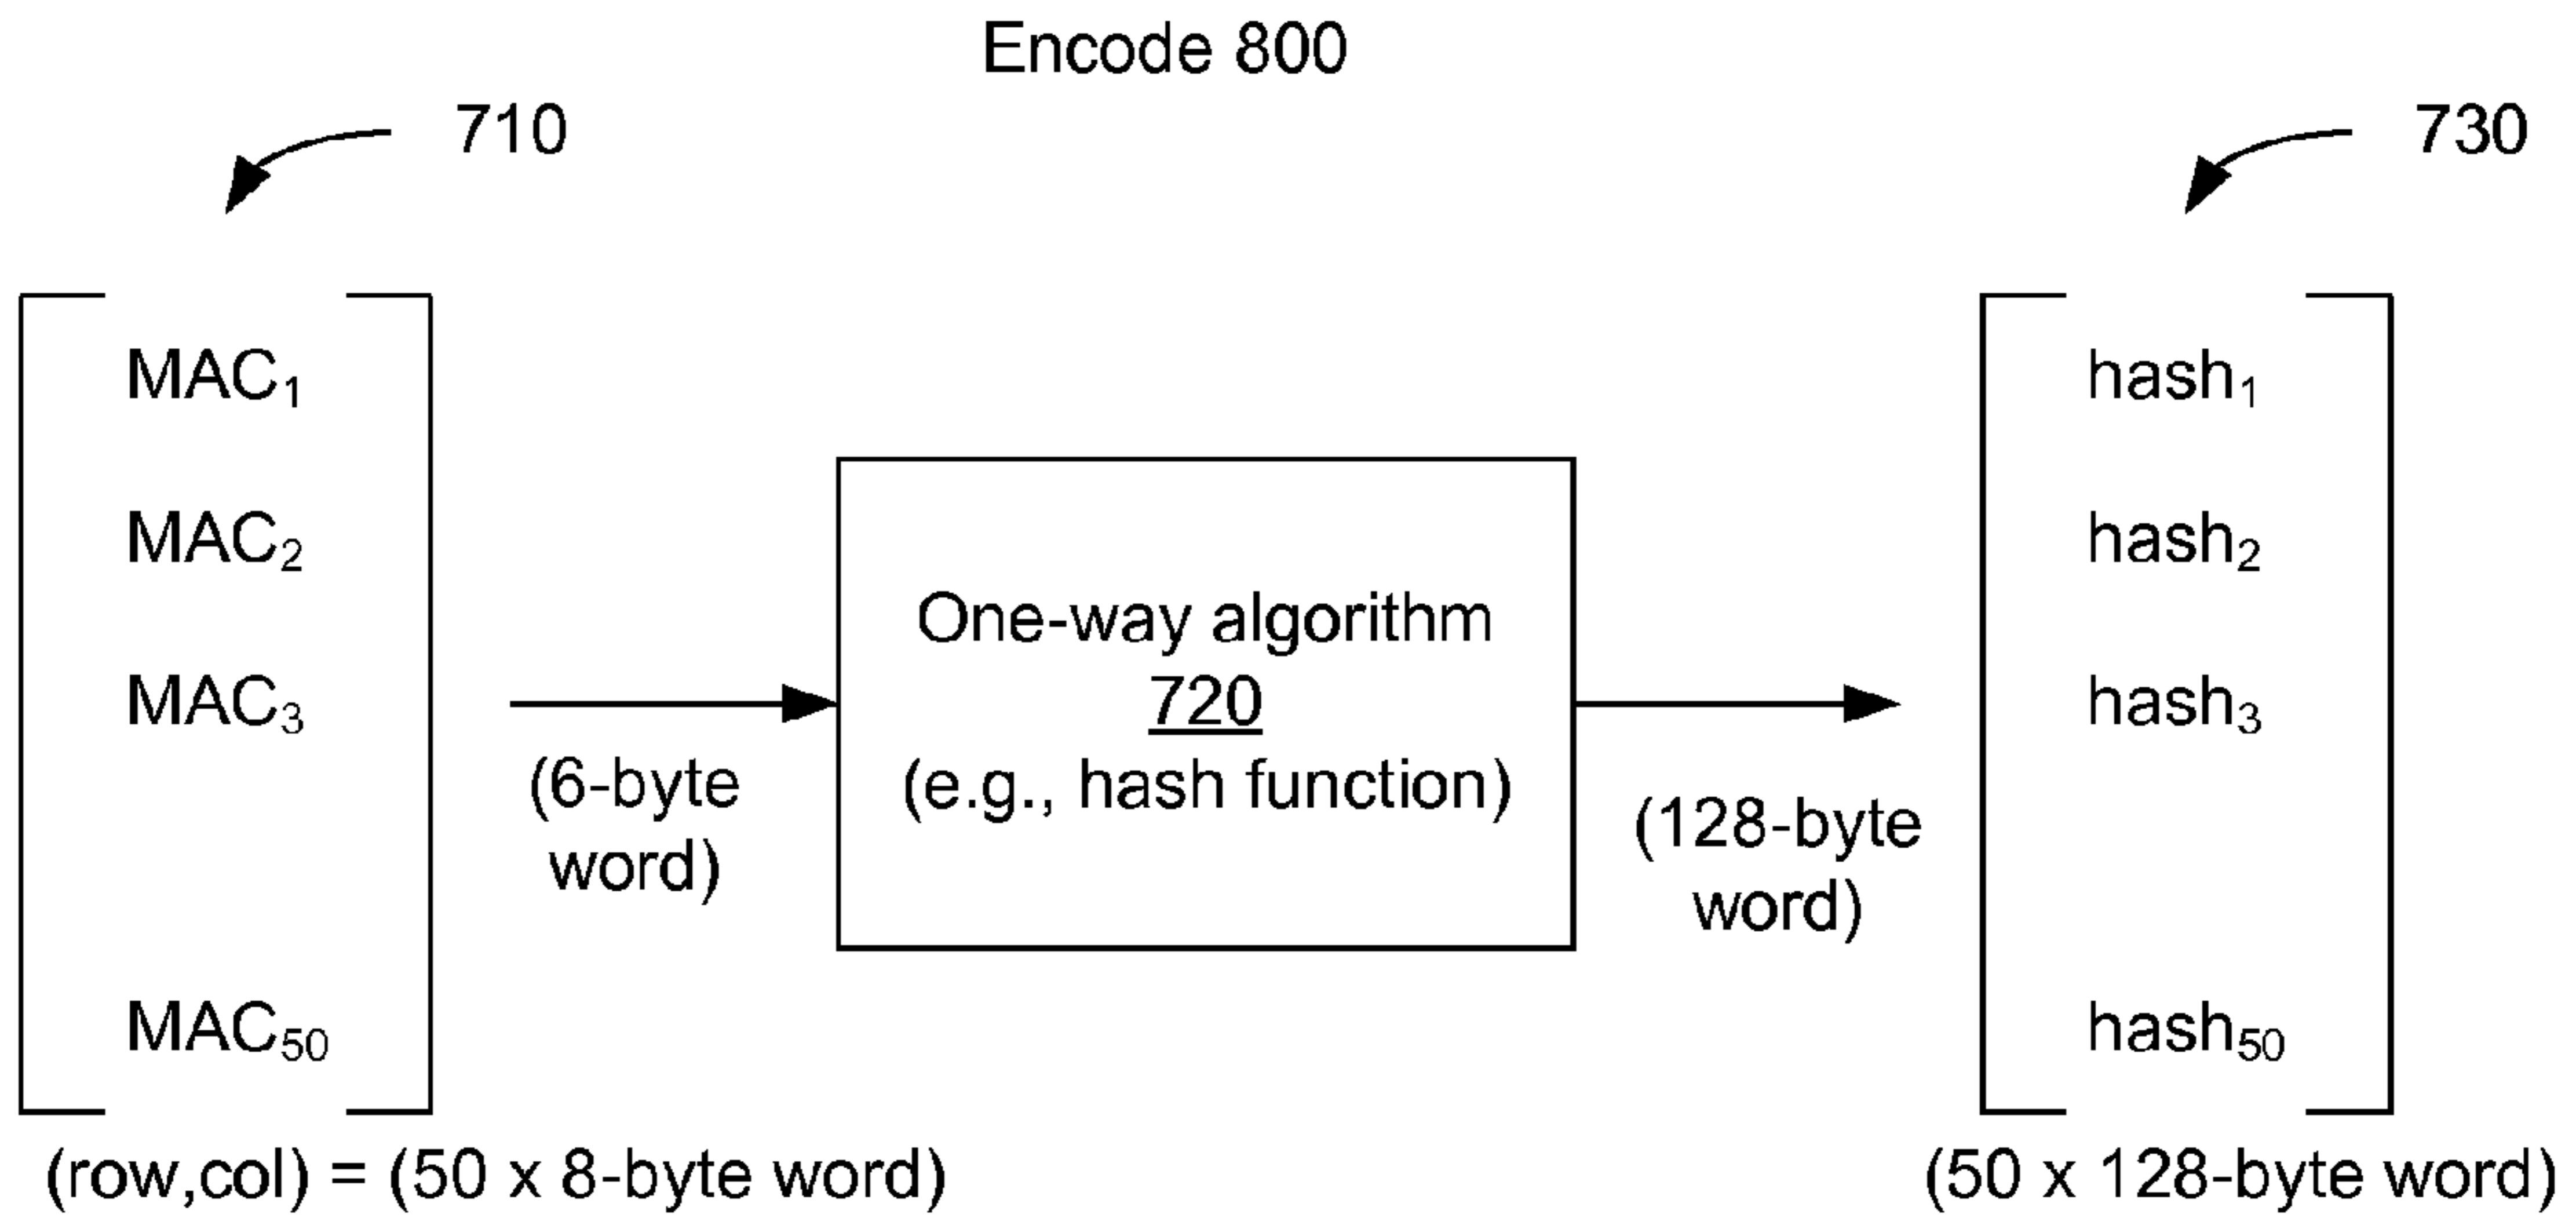 Encode 800
710
730
MAC₁
MAC₂
MAC₃
MAC₅₀
(row,col) = (50 x 8-byte word)
(6-byte
word)
One-way algorithm
720
(e.g., hash function)
(128-byte
word)
hash₁
hash₂
hash₃
hash₅₀
(50 x 128-byte word)